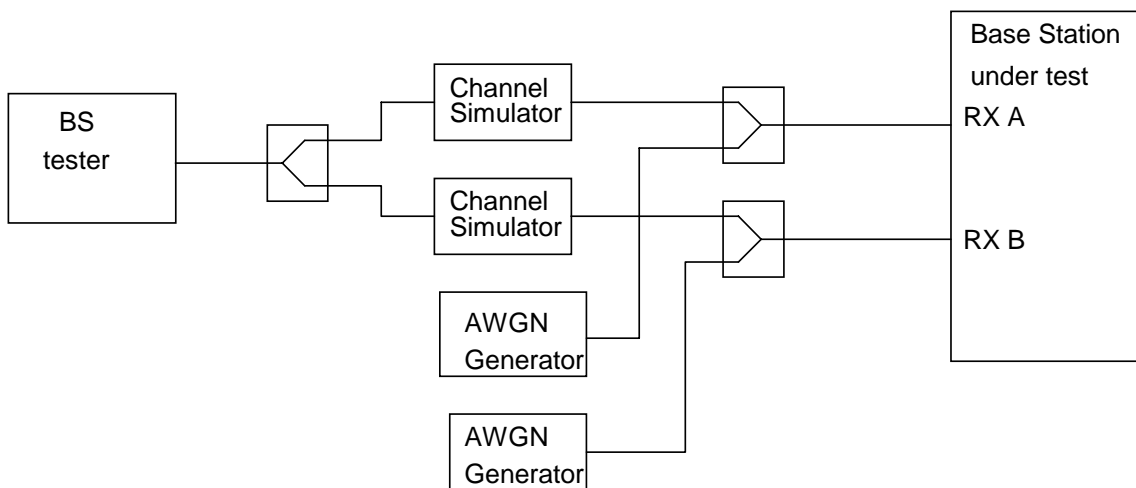 BS
tester
Channel
Simulator
Channel
Simulator
AWGN
Generator
AWGN
Generator
Base Station
under test
RX A
RX B